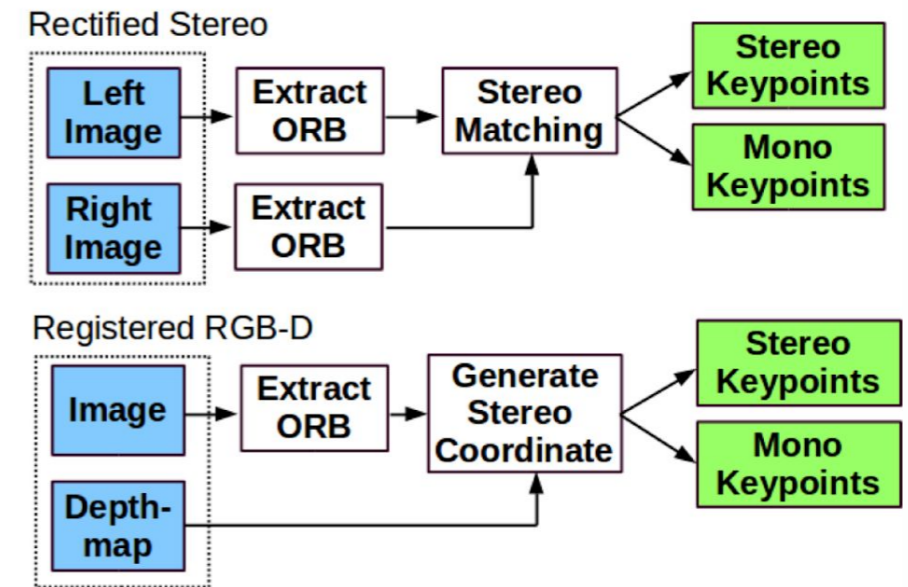 Rectified Stereo
Left
Image
Extract
ORB
Stereo
Matching
Stereo
Keypoints
Mono
Keypoints
Right
Image
Extract
ORB
Registered RGB-D
Image
Extract
ORB
Generate
Stereo
Coordinate
Stereo
Keypoints
Mono
Keypoints
Depth-
map